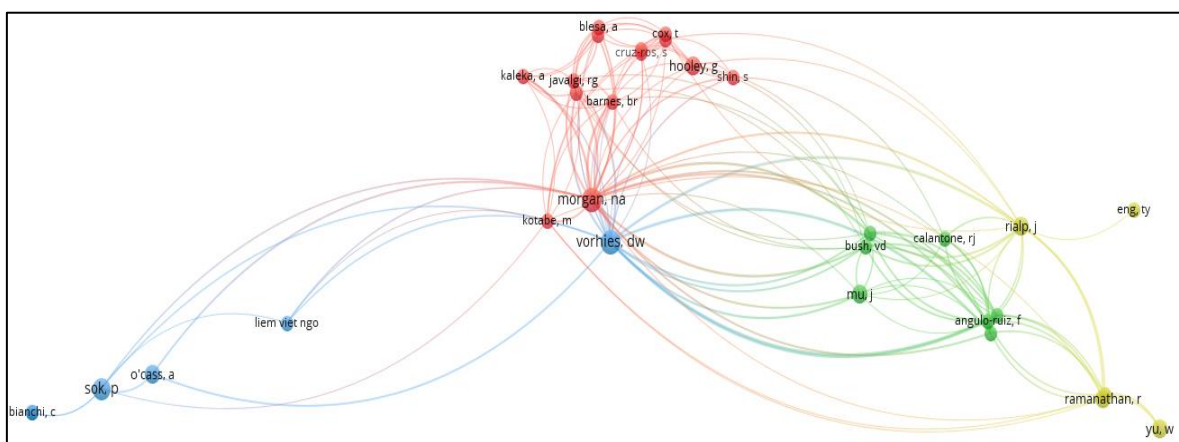 blesa, a
cox, t
cruz-ros, s
hooley, g
kaleka, a
javalgi, rg
shin, s
barnes, br
morgan, na
kotabe, m
vorhies, dw
eng, ty
rialp, j
calantone, rj
bush, vd
mu, j
angulo-ruiz, f
liem viet ngo
o'cass, a
sok, p
bianchi, c
ramanathan, r
yu, w